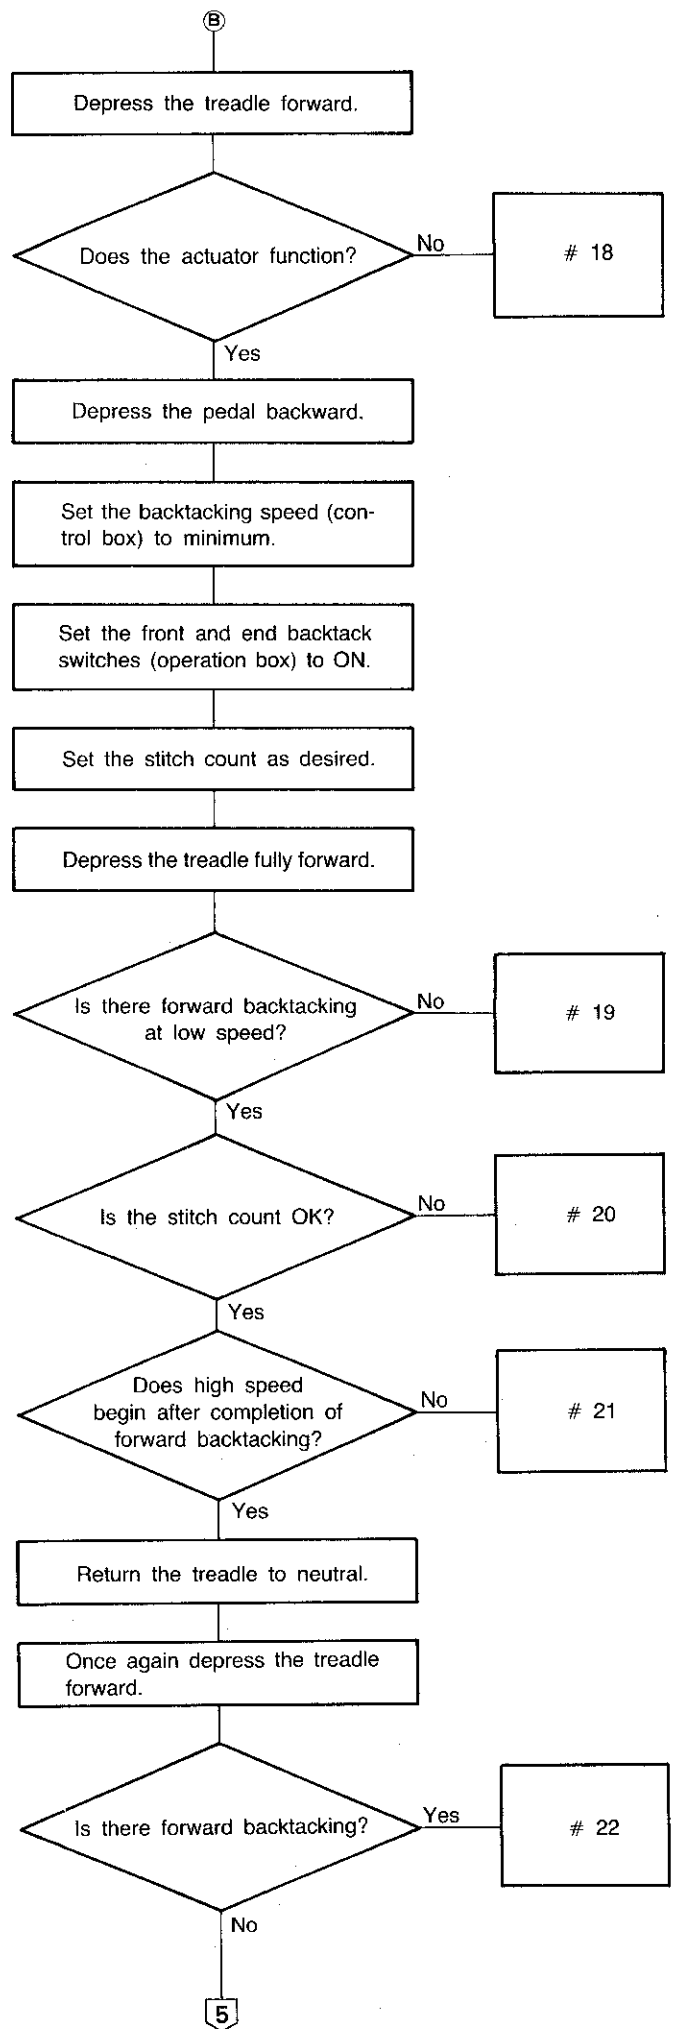 B
Depress the treadle forward.
Does the actuator function?
No
# 18
Yes
Depress the pedal backward.
Set the backtacking speed (con-
trol box) to minimum.
Set the front and end backtack
switches (operation box) to ON.
Set the stitch count as desired.
Depress the treadle fully forward.
Is there forward backtacking
at low speed?
No
# 19
Yes
Is the stitch count OK?
No
# 20
Yes
Does high speed
begin after completion of
forward backtacking?
No
# 21
Yes
Return the treadle to neutral.
Once again depress the treadle
forward.
Is there forward backtacking?
Yes
# 22
No
5